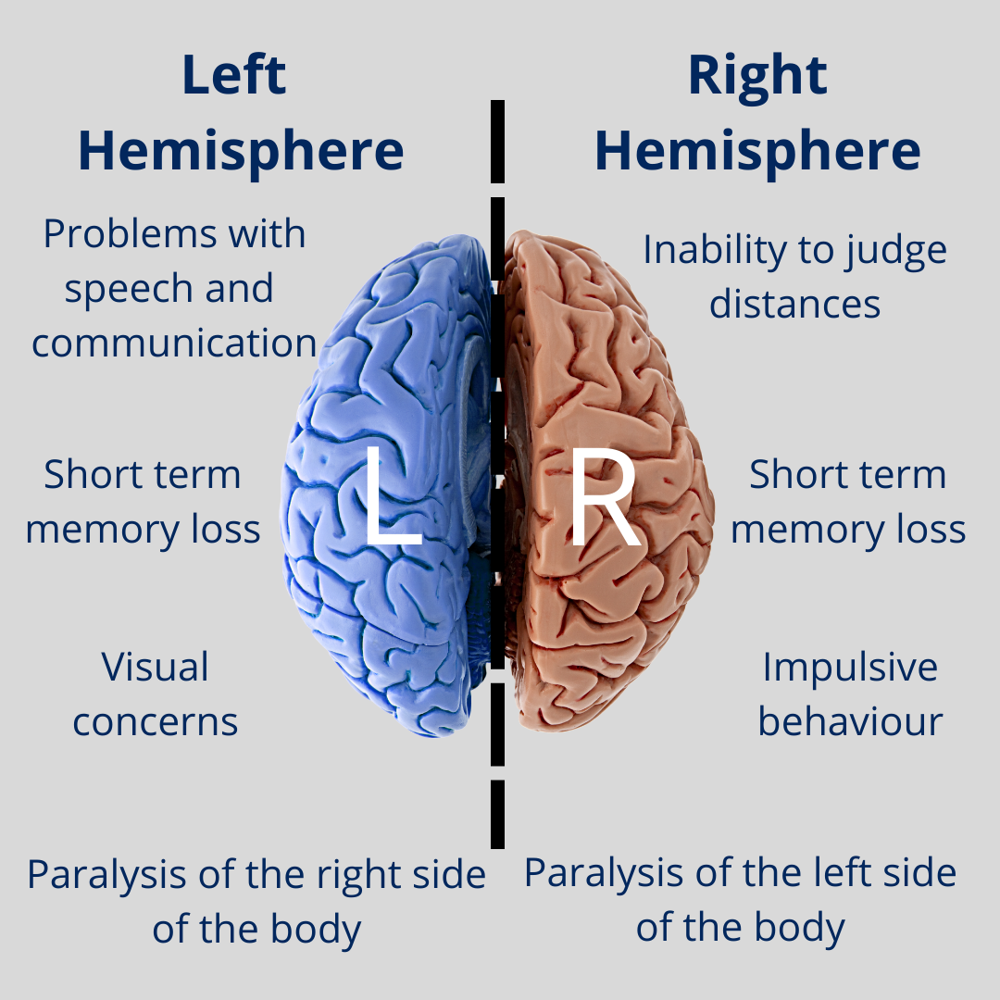 Left
Hemisphere
Problems with
speech and
communication
Short term
memory loss
Visual
concerns
Paralysis of the right side
of the body
L
R
Right
Hemisphere
Inability to judge
distances
Short term
memory loss
Impulsive
behaviour
Paralysis of the left side
of the body